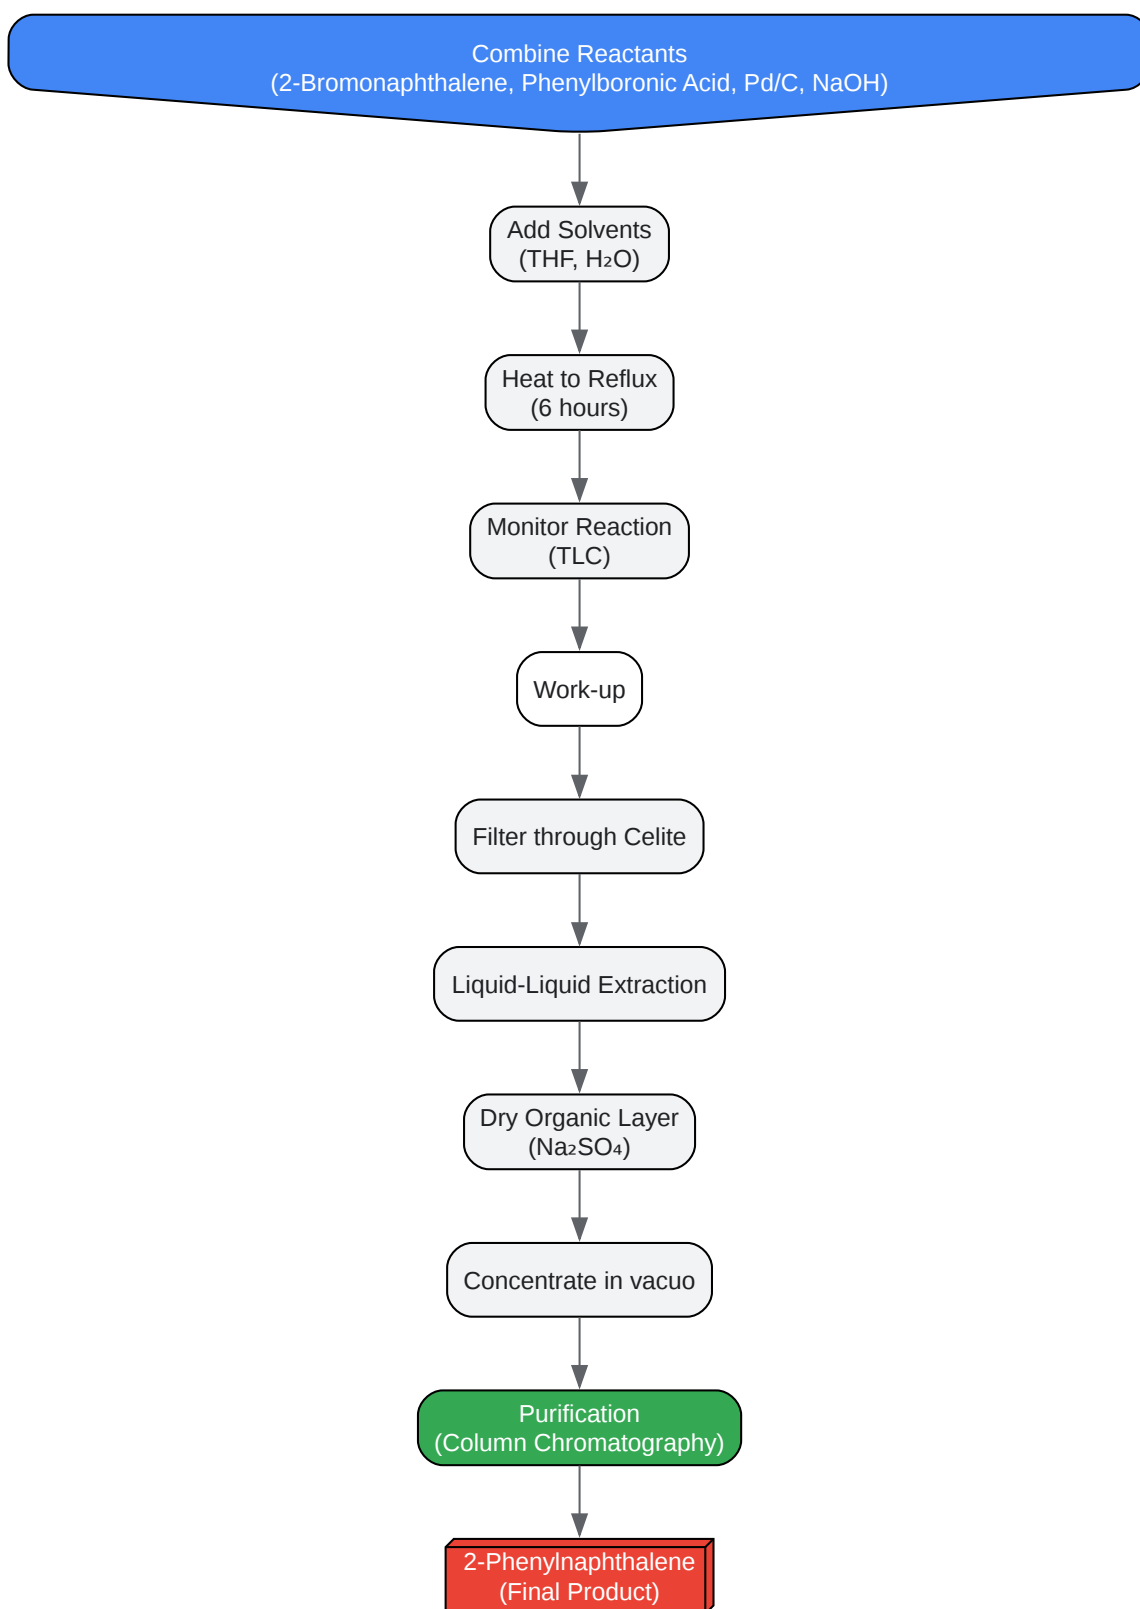 Combine Reactants
(2-Bromonaphthalene, Phenylboronic Acid, Pd/C, NaOH)
Add Solvents
(THF, H₂O)
Heat to Reflux
(6 hours)
Monitor Reaction
(TLC)
Work-up
Filter through Celite
Liquid-Liquid Extraction
Dry Organic Layer
(Na₂SO₄)
Concentrate in vacuo
Purification
(Column Chromatography)
2-Phenylnaphthalene
(Final Product)